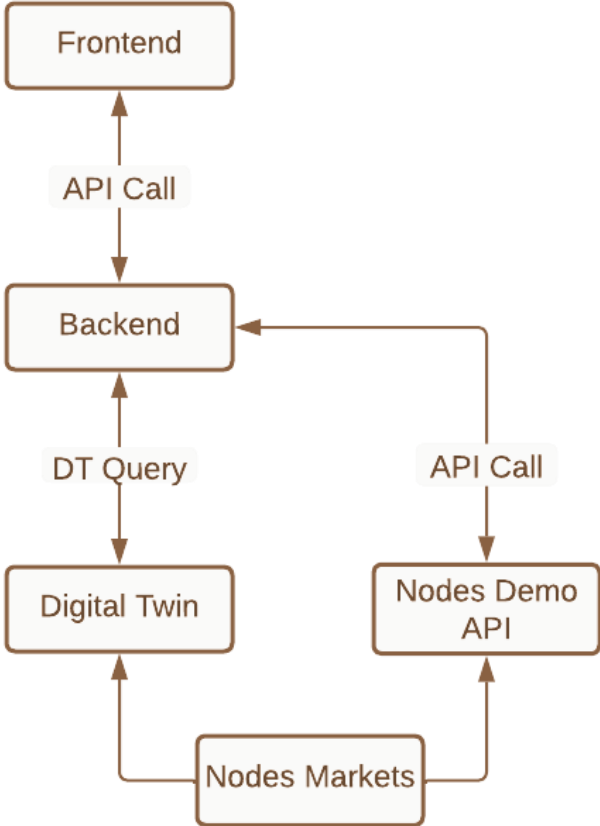 Frontend
API Call
Backend
DT Query
API Call
Digital Twin
Nodes Demo
API
Nodes Markets